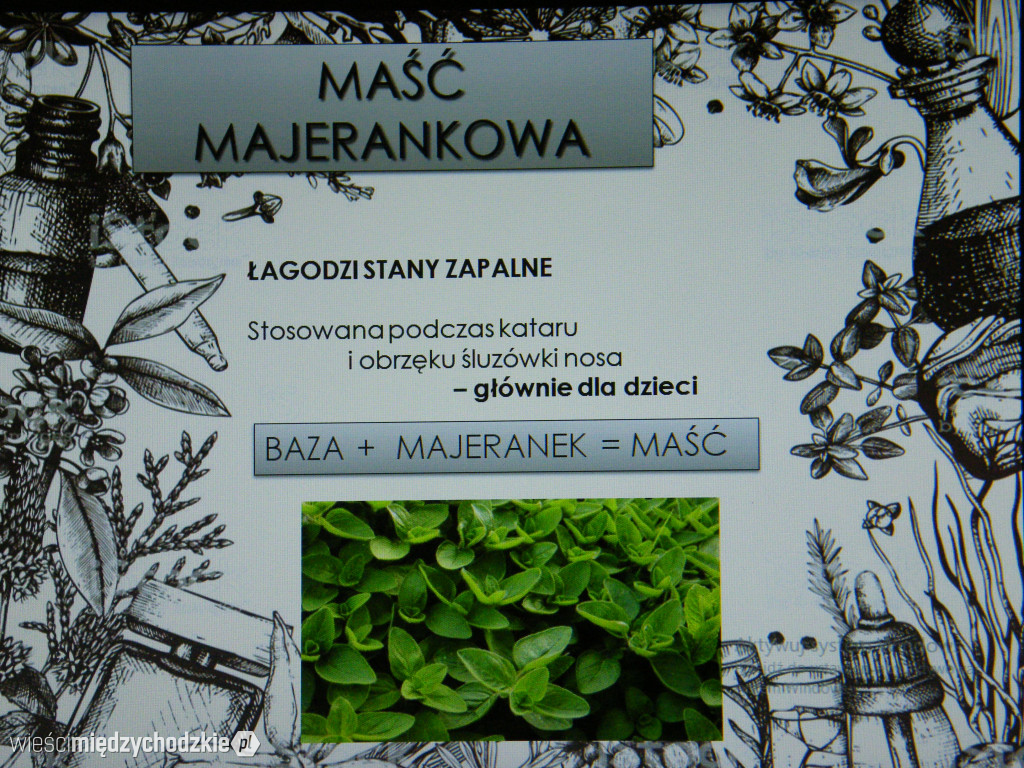 MAŚĆ
MAJERANKOWA
ŁAGODZI STANY ZAPALNE
Stosowana podczas kataru
i obrzęku śluzówki nosa
– głównie dla dzieci
BAZA + MAJERANEK = MAŚĆ
wieścimiędzychodzkie pl